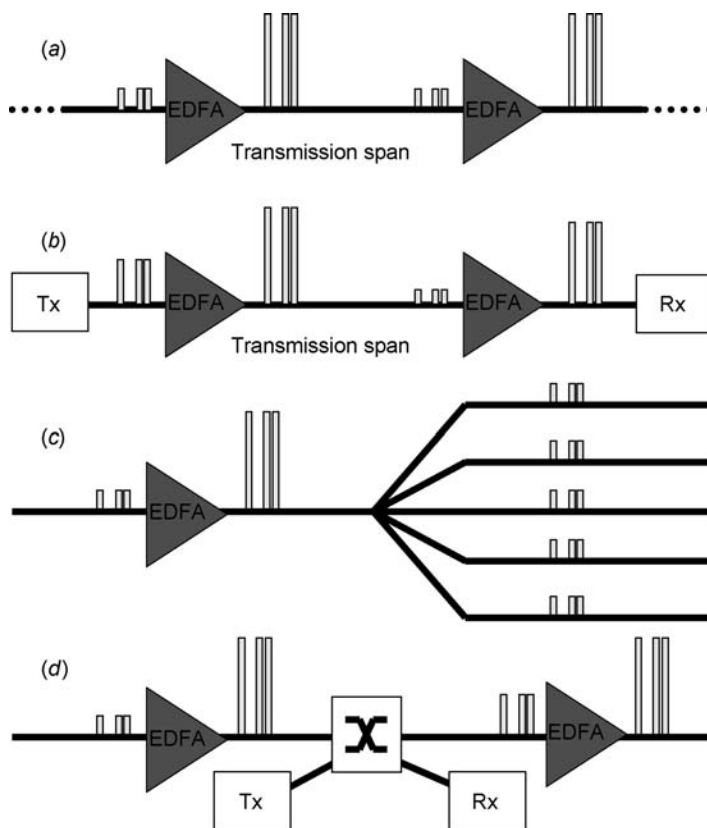 (a)
EDFA
EDFA
Transmission span
(b)
Tx
EDFA
EDFA
Rx
Transmission span
(c)
EDFA
(d)
EDFA
EDFA
Tx
Rx